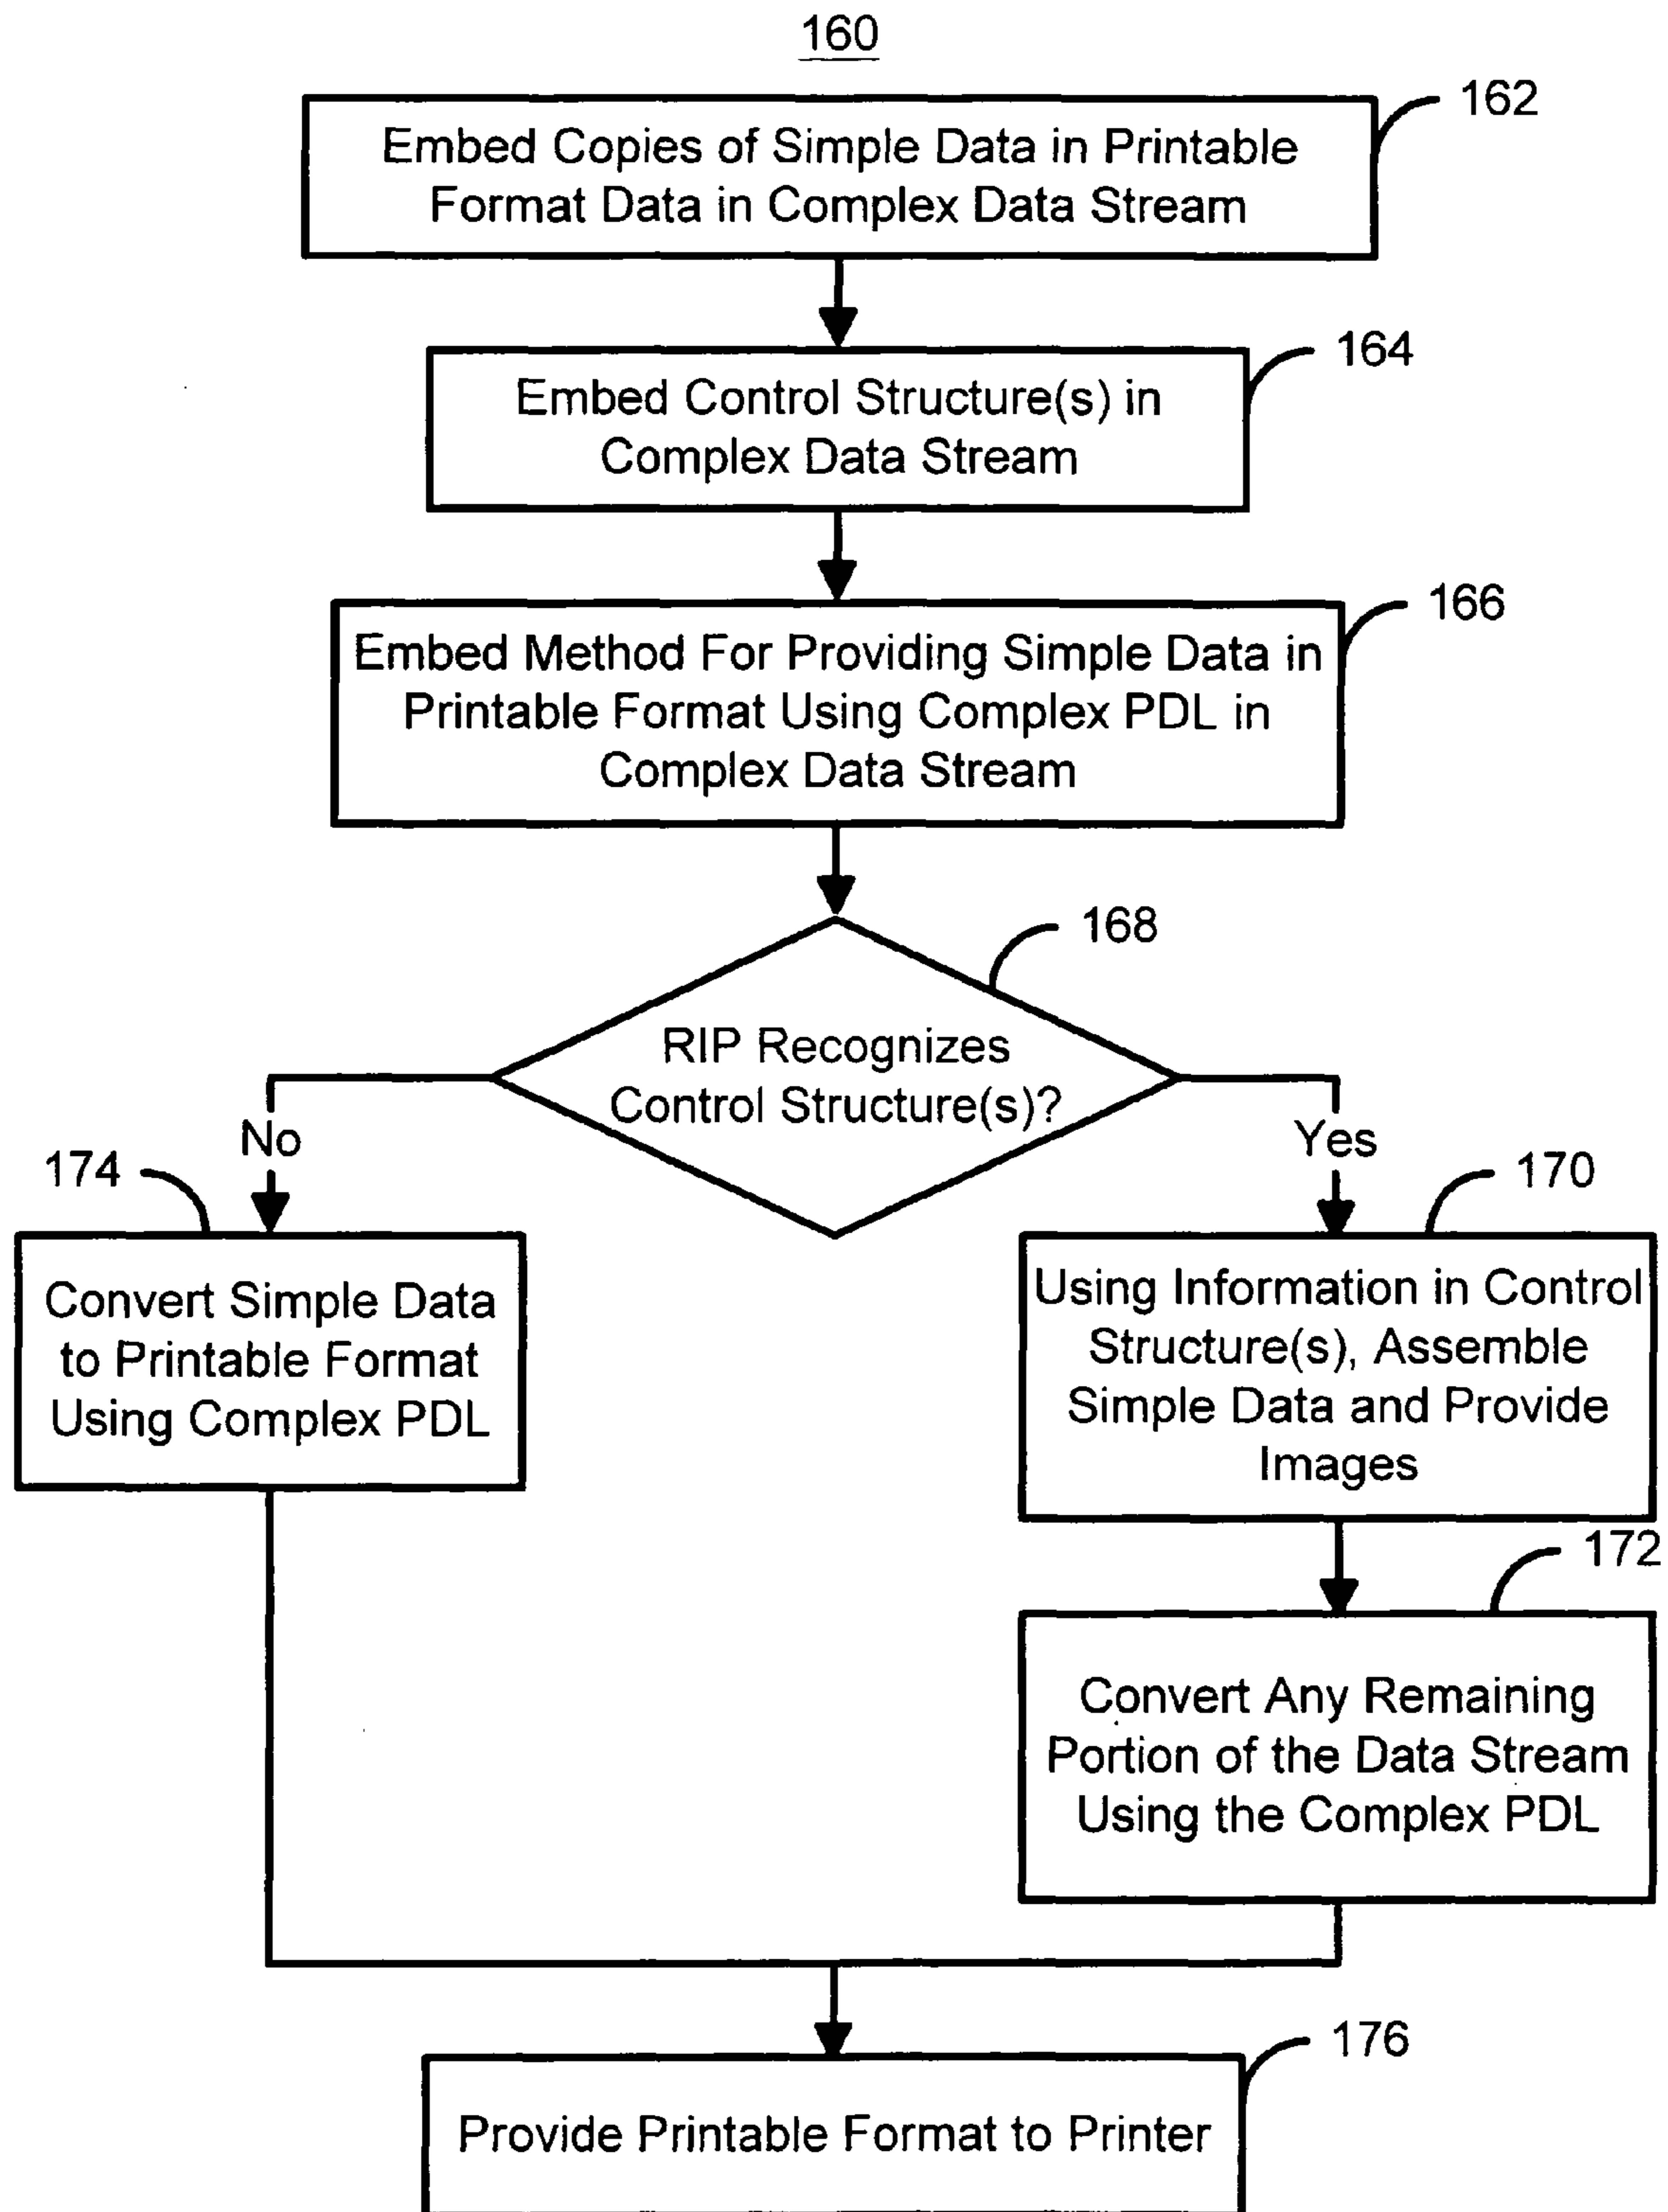 160
162
Embed Copies of Simple Data in Printable
Format Data in Complex Data Stream
164
Embed Control Structure(s) in
Complex Data Stream
166
Embed Method For Providing Simple Data in
Printable Format Using Complex PDL in
Complex Data Stream
168
RIP Recognizes
Control Structure(s)?
No
Yes
174
170
Convert Simple Data
to Printable Format
Using Complex PDL
Using Information in Control
Structure(s), Assemble
Simple Data and Provide
Images
172
Convert Any Remaining
Portion of the Data Stream
Using the Complex PDL
176
Provide Printable Format to Printer